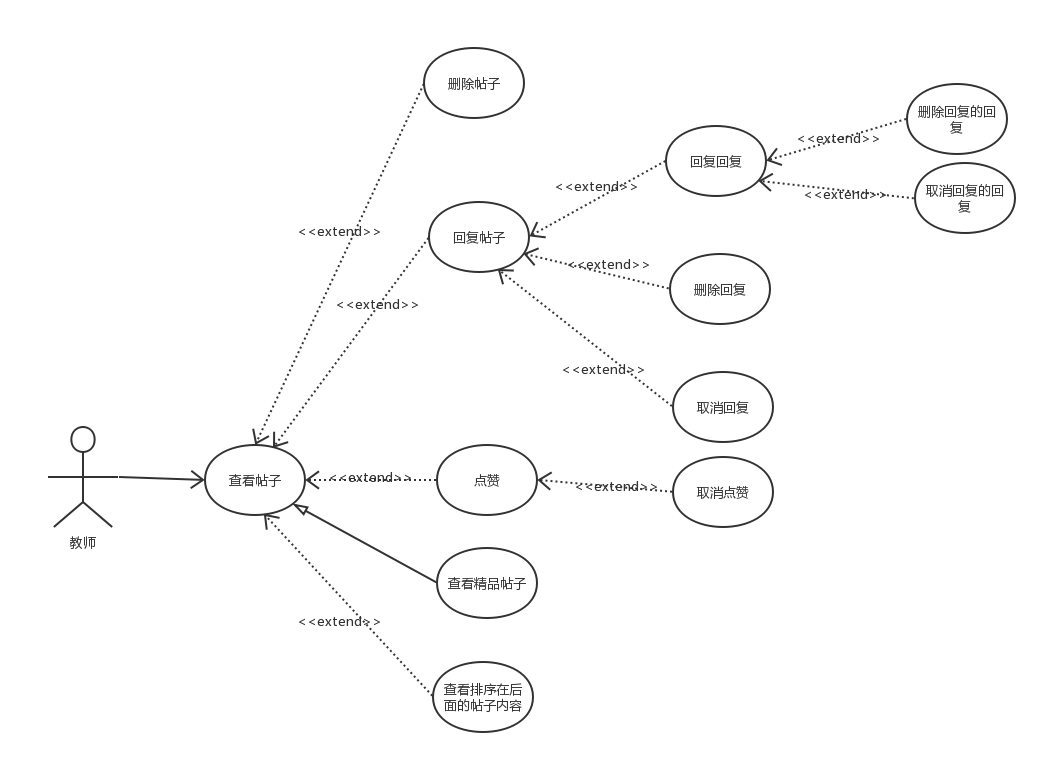 删除帖子
删除回复的回
复
<<extend>>
回复回复
取消回复的回
复
<<extend>>
<<extend>>
<<extend>>
回复帖子
<<extend>>
删除回复
<<extend>>
<<extend>>
取消回复
查看帖子
<<extend>>
点赞
<<extend>>
取消点赞
教师
查看精品帖子
<<extend>>
查看排序在后
面的帖子内容